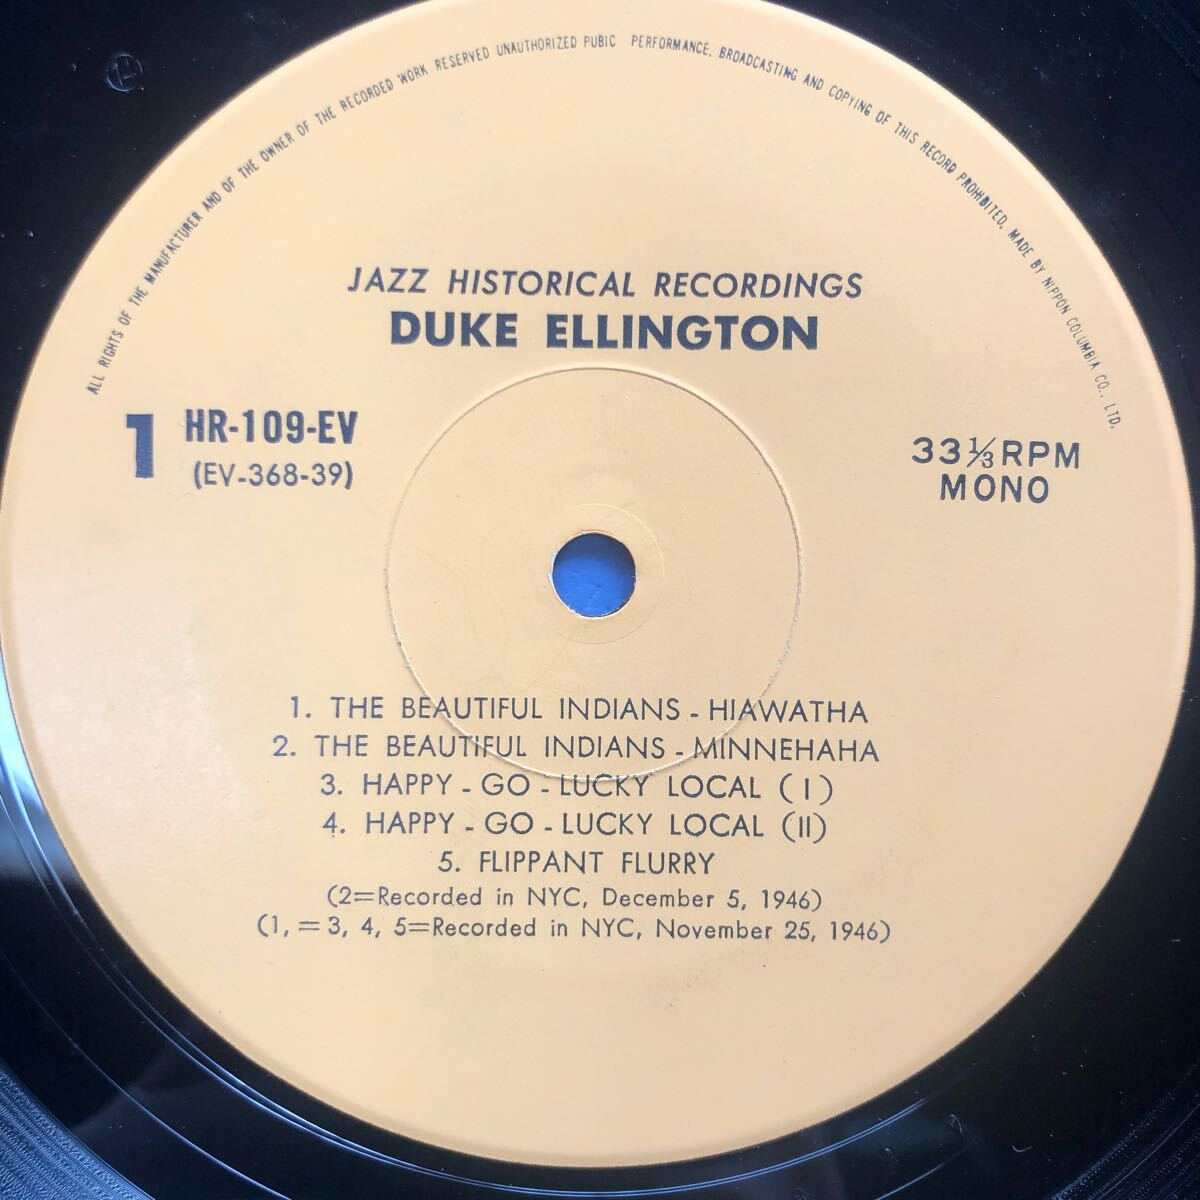 ALL RIGHTS OF THE MANUFACTURER AND OF THE OWNER OF THE RECORDED WORK RESERVED UNAUTHORIZED PUBIC PERFORMANCE, BROADCASTING AND COPYING OF THIS RECORD PROHIBITED, MADE BY NIPPON COLUMBIA CO., LTD.
JAZZ HISTORICAL RECORDINGS
DUKE ELLINGTON
1 HR-109-EV
(EV-368-39)
33 1/3 RPM
MONO
1. THE BEAUTIFUL INDIANS - HIAWATHA
2. THE BEAUTIFUL INDIANS - MINNEHAHA
3. HAPPY - GO - LUCKY LOCAL ( I )
4. HAPPY - GO - LUCKY LOCAL (II)
5. FLIPPANT FLURRY
(2=Recorded in NYC, December 5, 1946)
(1, = 3, 4, 5=Recorded in NYC, November 25, 1946)